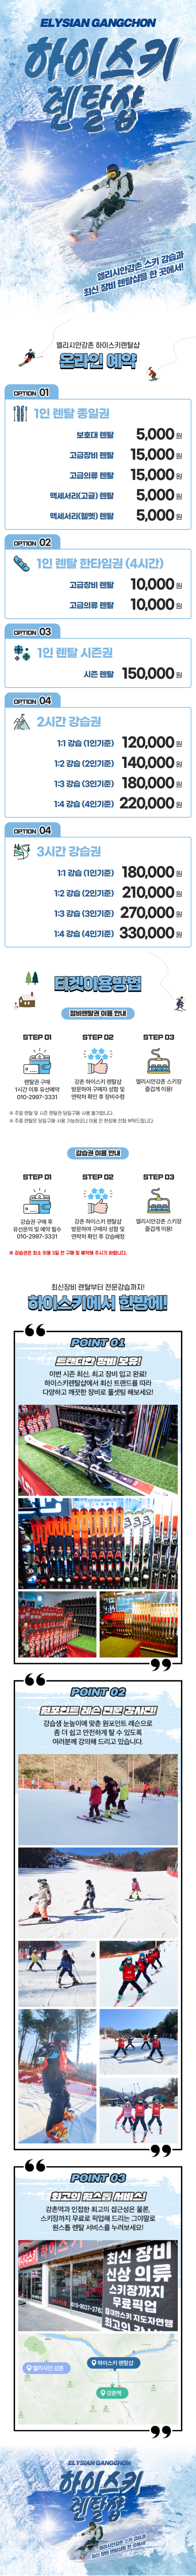 ELYSIAN GANGCHON
하이스키
렌탈샵
엘리시안강촌 스키 강습과
최신 장비 렌탈샵을 한 곳에서!
엘리시안강촌 하이스키렌탈샵
온라인 예약
OPTION 01
1인 렌탈 종일권
보호대 렌탈 5,000원
고급장비 렌탈 15,000원
고급의류 렌탈 15,000원
액세서리(고글) 렌탈 5,000원
액세서리(헬멧) 렌탈 5,000원
OPTION 02
1인 렌탈 한타임권 (4시간)
고급장비 렌탈 10,000원
고급의류 렌탈 10,000원
OPTION 03
1인 렌탈 시즌권
시즌 렌탈 150,000원
OPTION 04
2시간 강습권
1:1 강습 (1인기준) 120,000원
1:2 강습 (2인기준) 140,000원
1:3 강습 (3인기준) 180,000원
1:4 강습 (4인기준) 220,000원
OPTION 04
3시간 강습권
1:1 강습 (1인기준) 180,000원
1:2 강습 (2인기준) 210,000원
1:3 강습 (3인기준) 270,000원
1:4 강습 (4인기준) 330,000원
티켓이용방법
장비렌탈권 이용 안내
STEP 01 STEP 02 STEP 03
렌탈권 구매
1시간 이후 유선예약
010-2997-3331
강촌 하이스키 렌탈샵
방문하여 구매자 성함 및
연락처 확인 후 장비수령
엘리시안강촌 스키장
즐겁게 이용!
※ 주말 렌탈 및 시즌 렌탈권 당일구매·사용 불가합니다.
※ 주중 렌탈은 당일구매·사용 가능하오니 이용 전 현장에 전화 부탁드립니다.
강습권 이용 안내
STEP 01 STEP 02 STEP 03
강습권 구매 후
유선문의 및 예약 필수
010-2997-3331
강촌 하이스키 렌탈샵
방문하여 구매자 성함 및
연락처 확인 후 강습배정
엘리시안강촌 스키장
즐겁게 이용!
※ 강습권은 최소 이용 3일 전 구매 및 예약해 주시기 바랍니다.
최신장비 렌탈부터 전문강습까지!
하이스키에서 한방에!
POINT 01
트랜디한 장비 보유!
이번 시즌 최신, 최고 장비 입고 완료!
하이스키렌탈샵에서 최신 트렌드를 따라
다양하고 깨끗한 장비로 풀셋팅 해보세요!
POINT 02
원포인트 레슨 전문 강사진!
강습생 눈높이에 맞춘 원포인트 레슨으로
좀 더 쉽고 안전하게 탈 수 있도록
여러분께 강의해 드리고 있습니다.
POINT 03
최고의 원스톱 서비스!
강촌역과 인접한 최고의 접근성은 물론,
스키장까지 무료로 픽업해 드리는 그야말로
원스톱 렌탈 서비스를 누려보세요!
최신 장비
신상 의류
스키장까지
무료픽업
엘리시안 강촌
하이스키 렌탈샵
강촌역
ELYSIAN GANGCHON
하이스키
렌탈샵
엘리시안강촌 스키 강습과
최신 장비 렌탈샵을 한 곳에서!